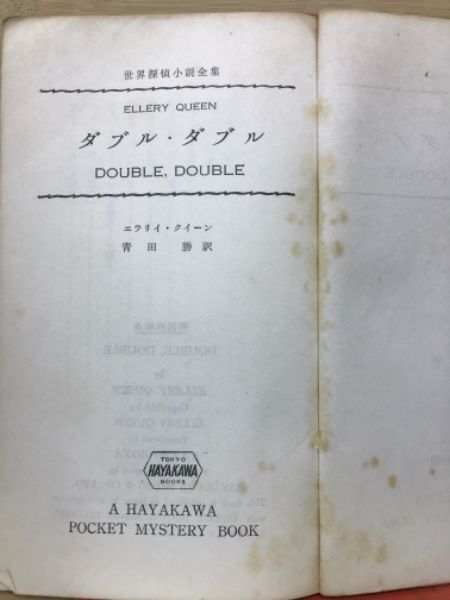 世界探偵小説全集
ELLERY QUEEN
ダブル・ダブル
DOUBLE, DOUBLE
エラリイ・クイーン
青田 勝訳
TOKYO
HAYAKAWA
BOOKS
A HAYAKAWA
POCKET MYSTERY BOOK